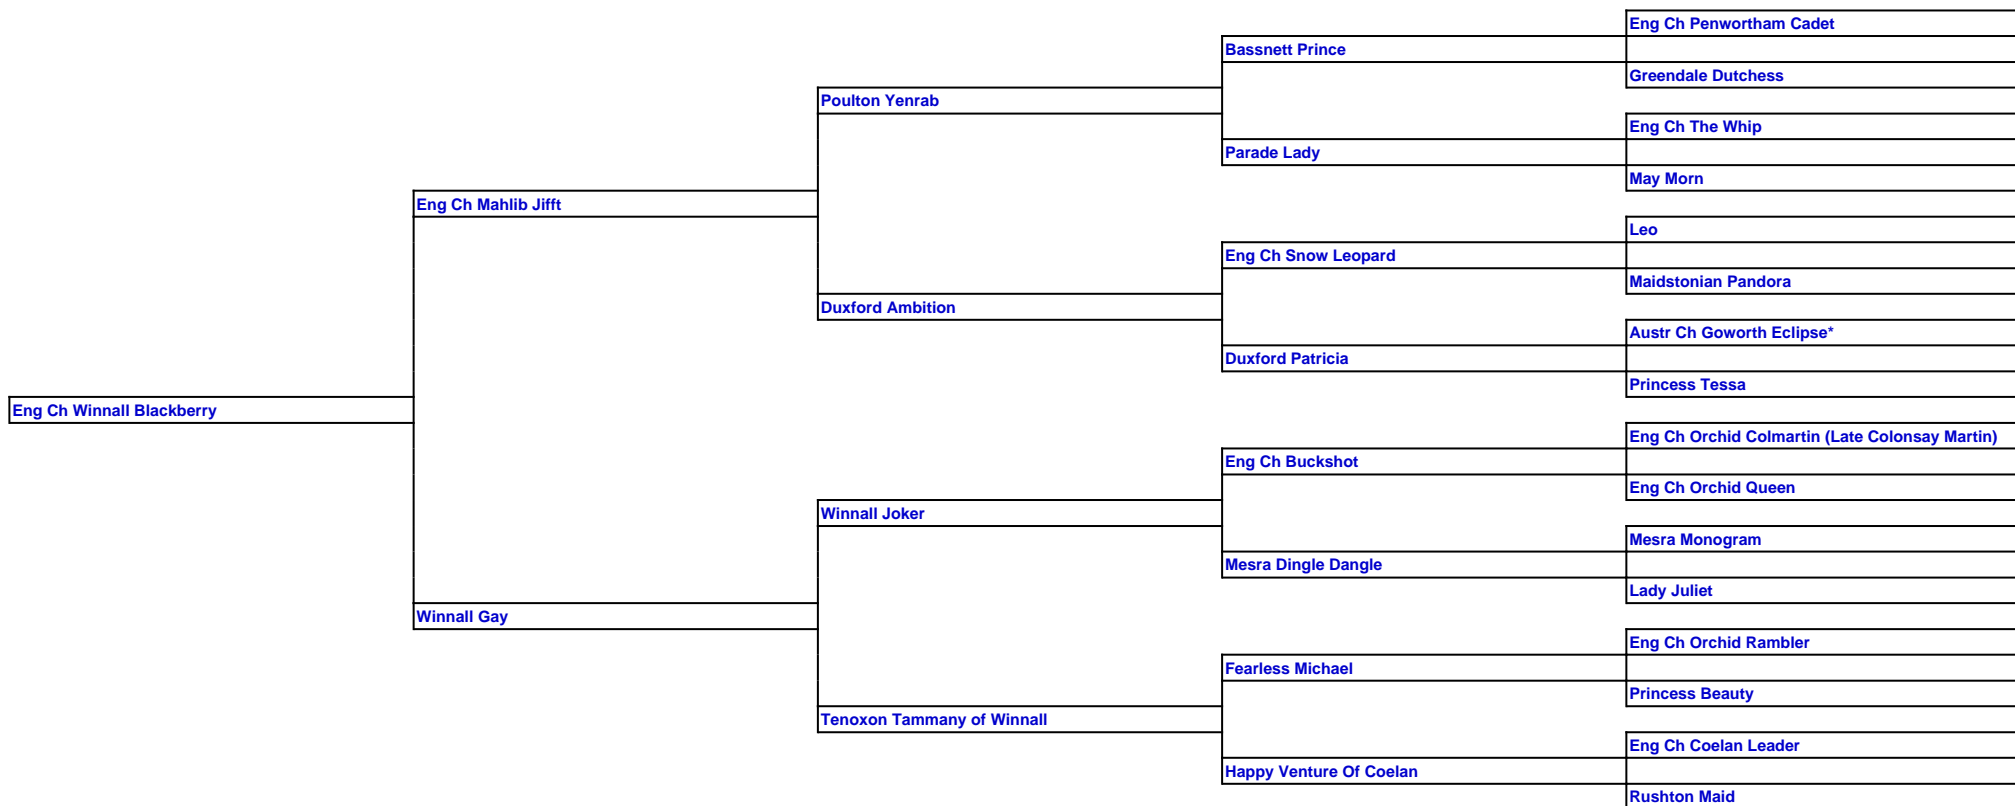 Eng Ch Penwortham Cadet
Bassnett Prince
Greendale Dutchess
Poulton Yenrab
Eng Ch The Whip
Parade Lady
May Morn
Eng Ch Mahlib Jifft
Leo
Eng Ch Snow Leopard
Maidstonian Pandora
Duxford Ambition
Austr Ch Goworth Eclipse*
Duxford Patricia
Princess Tessa
Eng Ch Winnall Blackberry
Eng Ch Orchid Colmartin (Late Colonsay Martin)
Eng Ch Buckshot
Eng Ch Orchid Queen
Winnall Joker
Mesra Monogram
Mesra Dingle Dangle
Lady Juliet
Winnall Gay
Eng Ch Orchid Rambler
Fearless Michael
Princess Beauty
Tenoxon Tammany of Winnall
Eng Ch Coelan Leader
Happy Venture Of Coelan
Rushton Maid